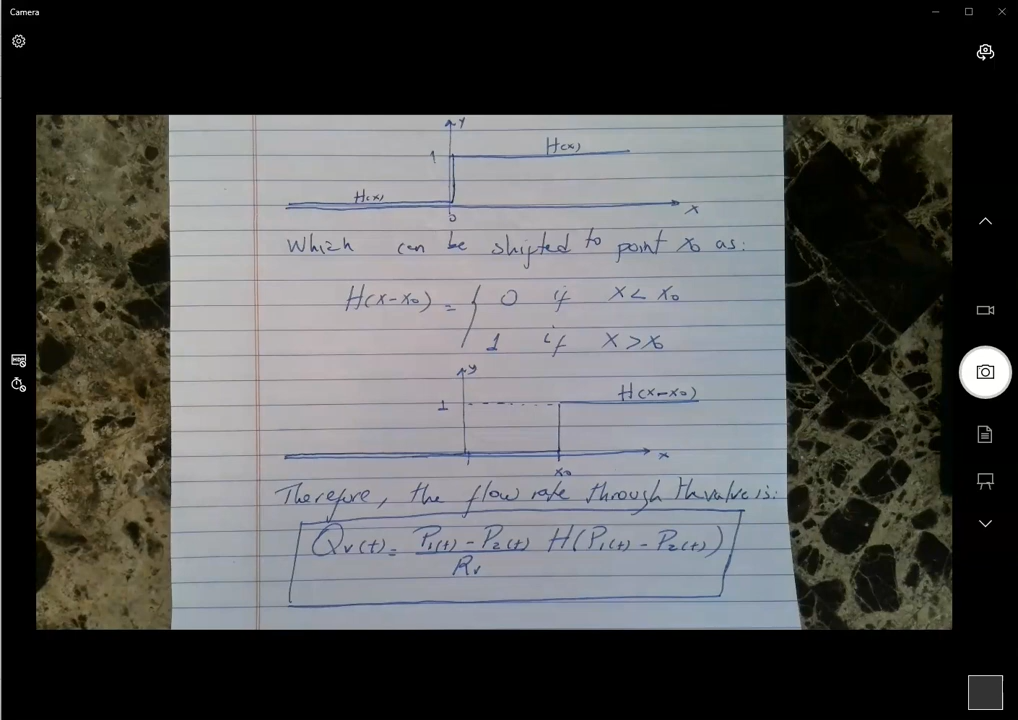 Camera
y
1
H(x)
H(x)
0
x
Which can be shifted to point x₀ as:
H(x-x₀) = { 0 if x < x₀
1 if x > x₀
y
1
H(x-x₀)
x
x₀
Therefore, the flow rate through the valve is:
Qv(t) = P₁(t) - P₂(t) H(P₁(t) - P₂(t))
Rv